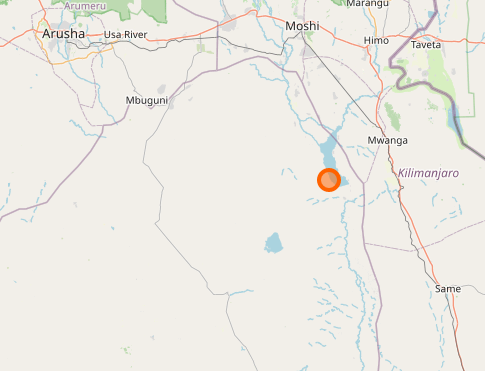 Marangu
Arumeru
Moshi
Arusha
Usa River
Himo
Taveta
Mbuguni
Mwanga
Kilimanjaro
Same